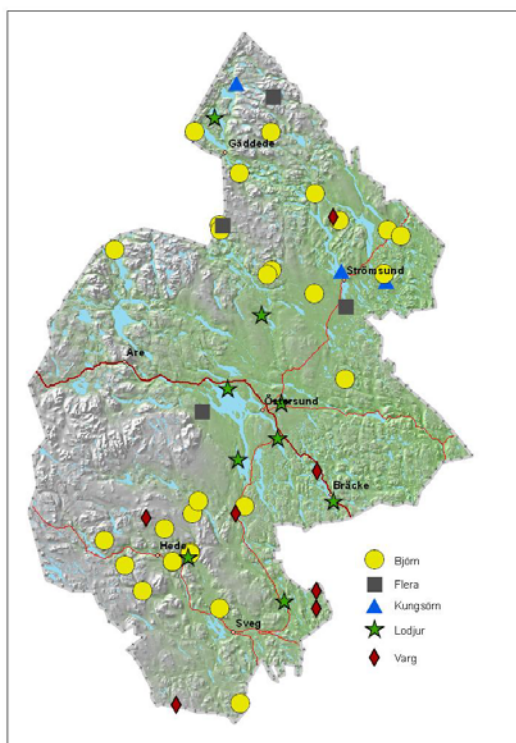 Gäddede
Strömsund
Åre
Östersund
Bräcke
Hede
Sveg
Björn
Flera
Kungsörn
Lodjur
Varg